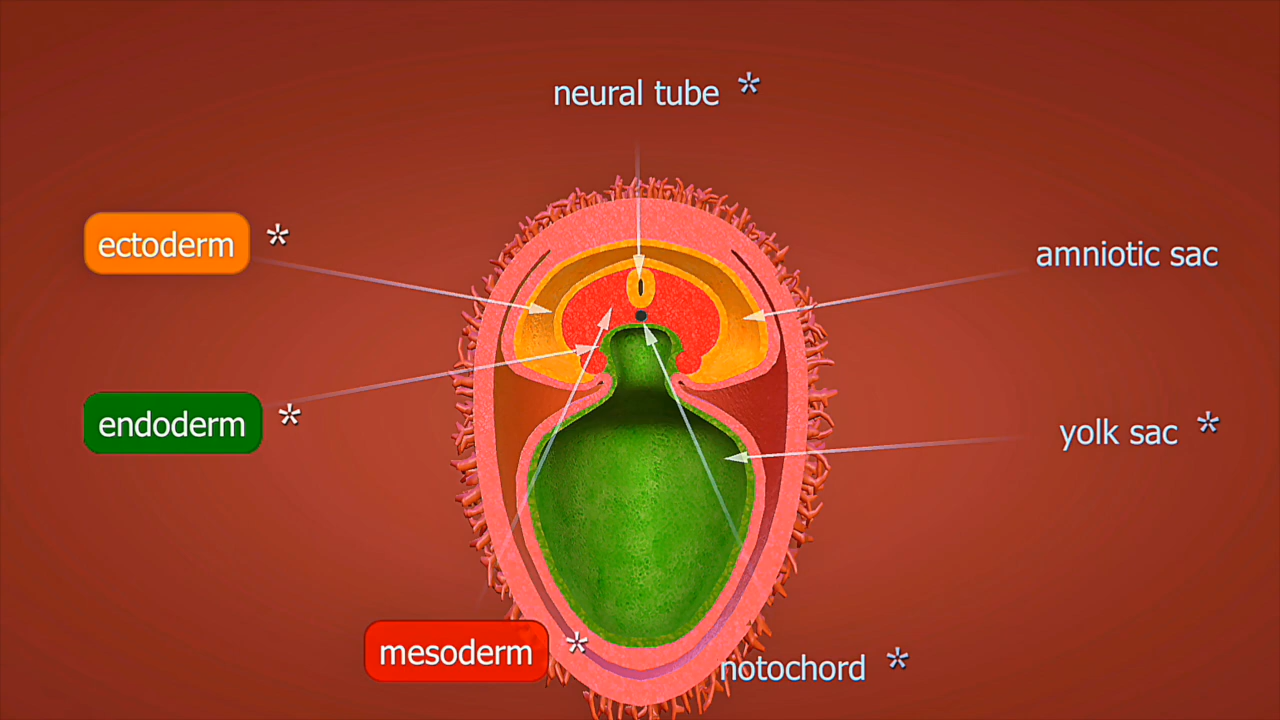 neural tube *
ectoderm *
amniotic sac
endoderm *
yolk sac *
mesoderm *
notochord *